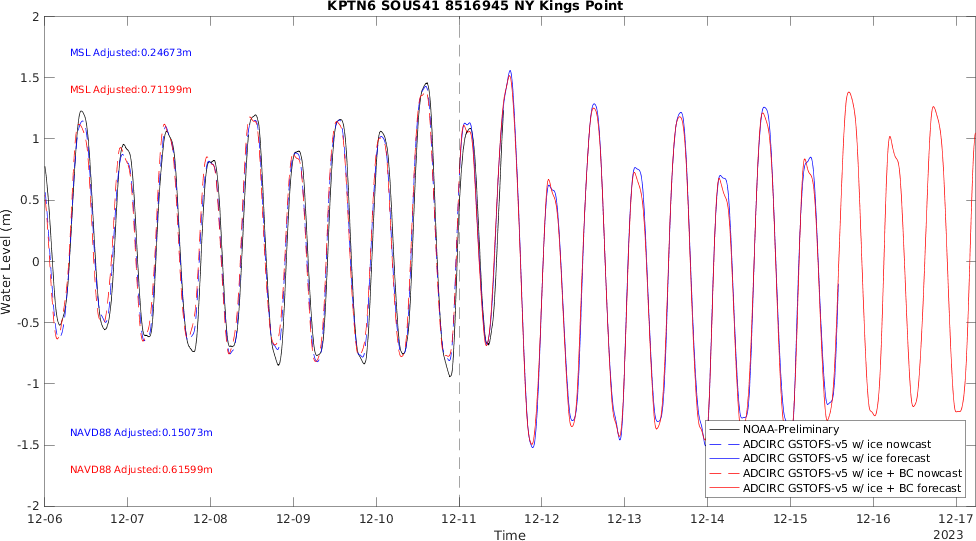 KPTN6 SOUS41 8516945 NY Kings Point
2
MSL Adjusted:0.24673m
1.5
MSL Adjusted:0.71199m
1
0.5
Water Level (m)
0
-0.5
-1
NAVD88 Adjusted:0.15073m
-1.5
NAVD88 Adjusted:0.61599m
-2
NOAA-Preliminary
ADCIRC GSTOFS-v5 w/ ice nowcast
ADCIRC GSTOFS-v5 w/ ice forecast
ADCIRC GSTOFS-v5 w/ ice + BC nowcast
ADCIRC GSTOFS-v5 w/ ice + BC forecast
12-06 12-07 12-08 12-09 12-10 12-11 12-12 12-13 12-14 12-15 12-16 12-17
Time
2023